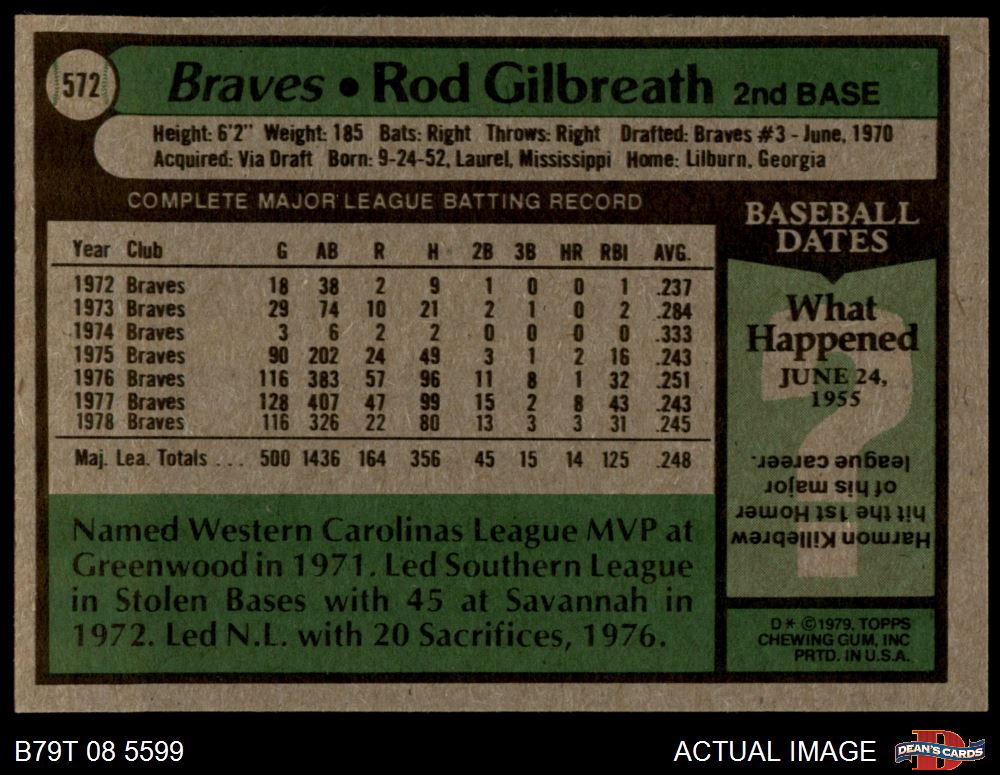 572
Braves • Rod Gilbreath 2nd BASE
Height: 6'2" Weight: 185 Bats: Right Throws: Right Drafted: Braves #3 - June, 1970
Acquired: Via Draft Born: 9-24-52, Laurel, Mississippi Home: Lilburn, Georgia
COMPLETE MAJOR LEAGUE BATTING RECORD
Year Club G AB R H 2B 3B HR RBI AVG.
1972 Braves 18 38 2 9 1 0 0 1 .237
1973 Braves 29 74 10 21 2 1 0 2 .284
1974 Braves 3 6 2 2 0 0 0 0 .333
1975 Braves 90 202 24 49 3 1 2 16 .243
1976 Braves 116 383 57 96 11 8 1 32 .251
1977 Braves 128 407 47 99 15 2 8 43 .243
1978 Braves 116 326 22 80 13 3 3 31 .245
Maj. Lea. Totals ... 500 1436 164 356 45 15 14 125 .248
Named Western Carolinas League MVP at
Greenwood in 1971. Led Southern League
in Stolen Bases with 45 at Savannah in
1972. Led N.L. with 20 Sacrifices, 1976.
BASEBALL
DATES
What
Happened
JUNE 24,
1955
?
Harmon Killebrew
hit the 1st Homer
of his major
league career.
D* ©1979, TOPPS
CHEWING GUM, INC
PRTD. IN U.S.A.
B79T 08 5599
ACTUAL IMAGE
D
DEAN'S CARDS